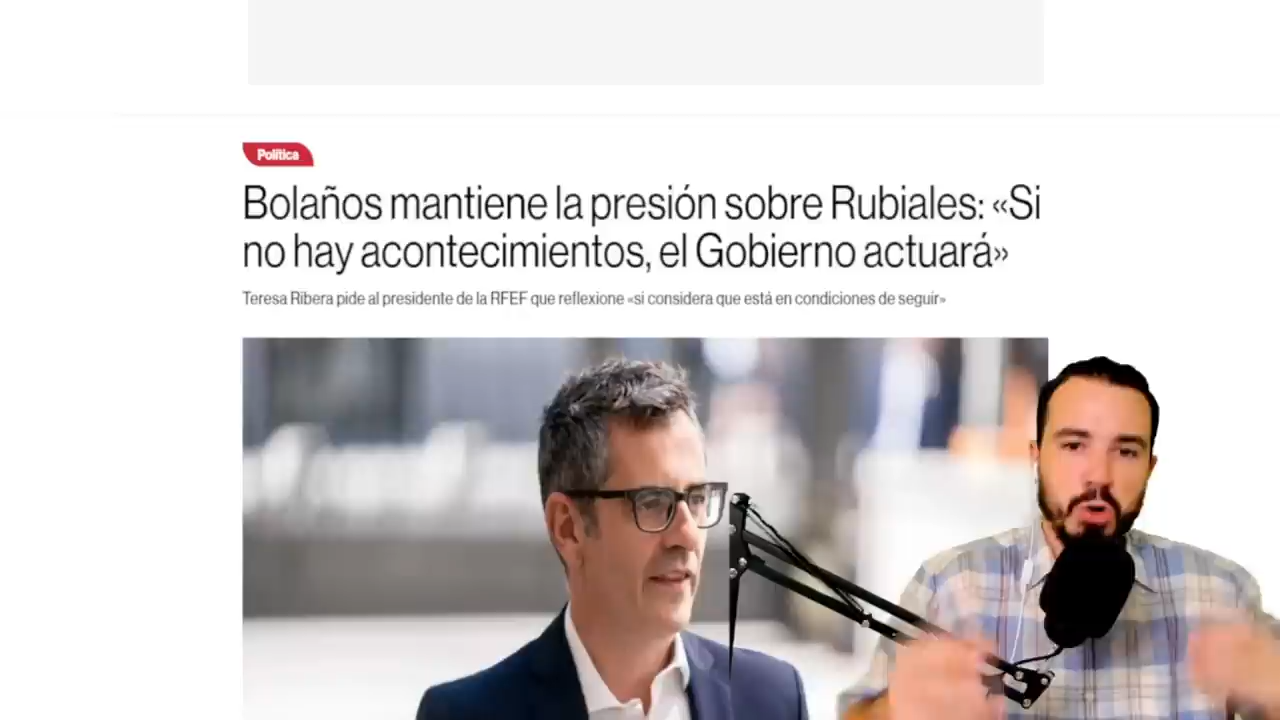 Política
Bolaños mantiene la presión sobre Rubiales: «Si
no hay acontecimientos, el Gobierno actuará»
Teresa Ribera pide al presidente de la RFEF que reflexione «si considera que está en condiciones de seguir»